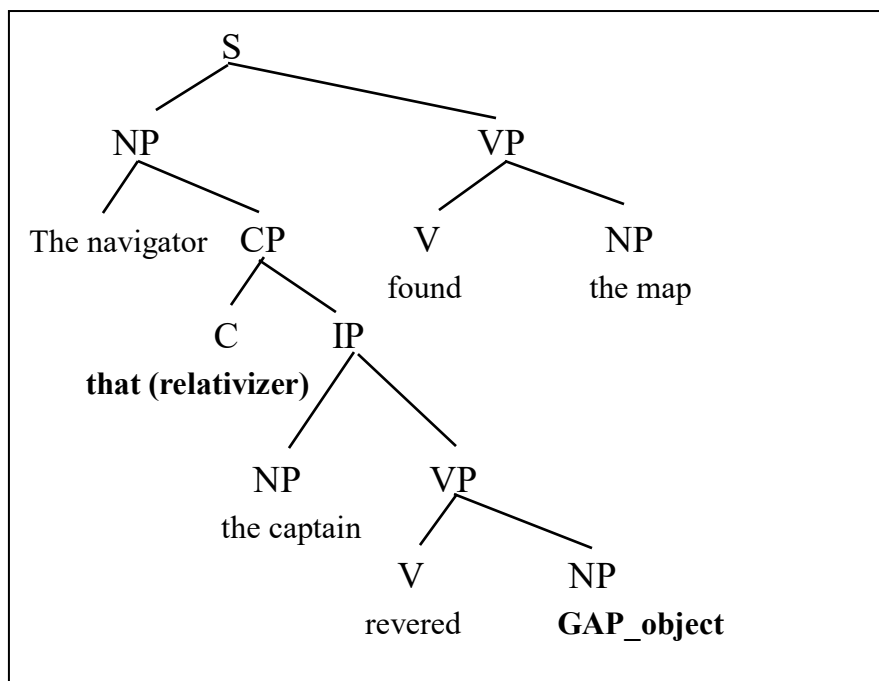 S
NP VP
The navigator CP V NP
found the map
C IP
that (relativizer)
NP VP
the captain
V NP
revered GAP_object